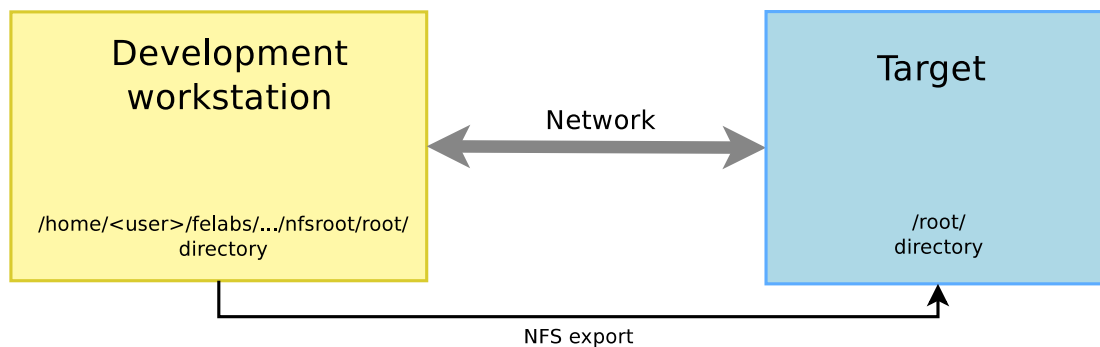 Development
workstation
/home/<user>/felabs/.../nfsroot/root/
directory
Network
Target
/root/
directory
NFS export